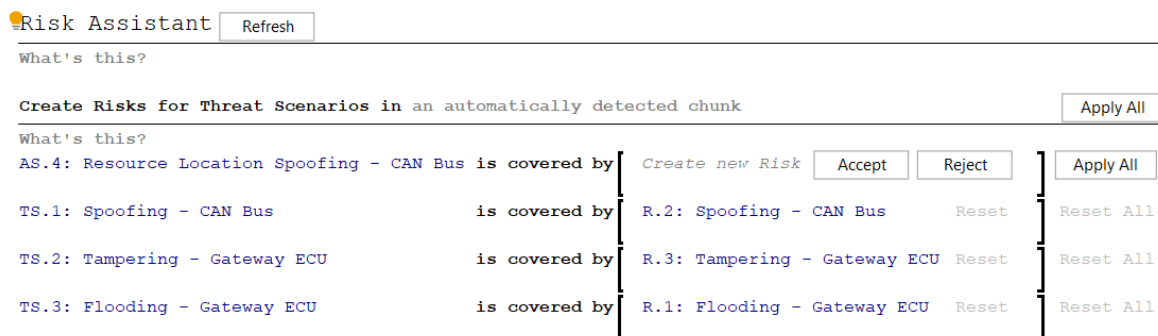 Risk Assistant Refresh
What's this?
Create Risks for Threat Scenarios in an automatically detected chunk Apply All
What's this?
AS.4: Resource Location Spoofing - CAN Bus is covered by [ Create new Risk Accept Reject ] Apply All
TS.1: Spoofing - CAN Bus is covered by [ R.2: Spoofing - CAN Bus Reset ] Reset All
TS.2: Tampering - Gateway ECU is covered by [ R.3: Tampering - Gateway ECU Reset ] Reset All
TS.3: Flooding - Gateway ECU is covered by [ R.1: Flooding - Gateway ECU Reset ] Reset All